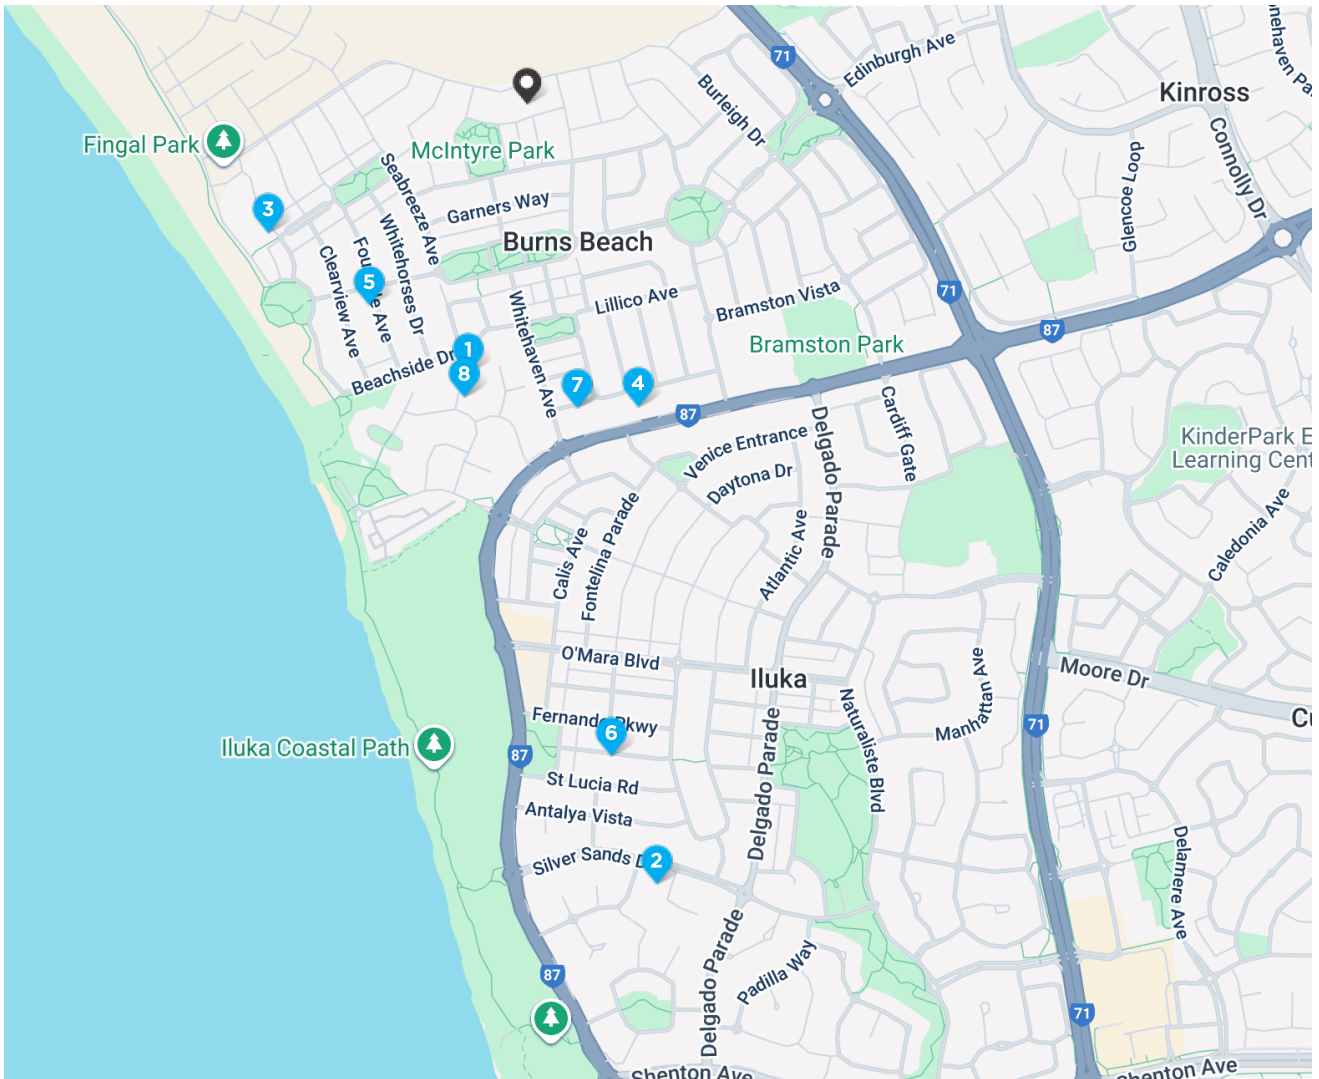 71
Edinburgh Ave
Kinross
Burleigh Dr
Connolly Dr
Fingal Park
McIntyre Park
Glencoe Loop
Seabreeze Ave
3
Garners Way
Whitehorses Dr
Burns Beach
Clearview Ave
5
71
Lillico Ave
Bramston Vista
Whitehaven Ave
87
Bramston Park
1
Beachside Dr
8
7
4
87
Cardiff Gate
Venice Entrance
Delgado Parade
KinderPark E
Learning Cent
Daytona Dr
Caledonia Ave
Fontelina Parade
Calis Ave
Atlantic Ave
O'Mara Blvd
Iluka
Moore Dr
Manhattan Ave
Naturaliste Blvd
Fernando Pkwy
6
71
Iluka Coastal Path
87
Delgado Parade
St Lucia Rd
Antalya Vista
Silver Sands D
2
Delamere Ave
Delgado Parade
Padilla Way
87
71
Shenton Ave
Shenton Ave